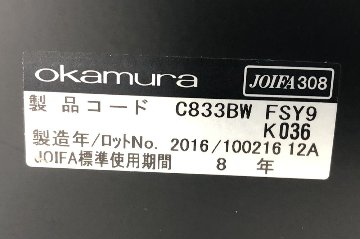 okamura JOIFA308
製品コード C833BW FSY9
K036
製造年/ロットNo. 2016/100216 12A
JOIFA標準使用期間 8 年